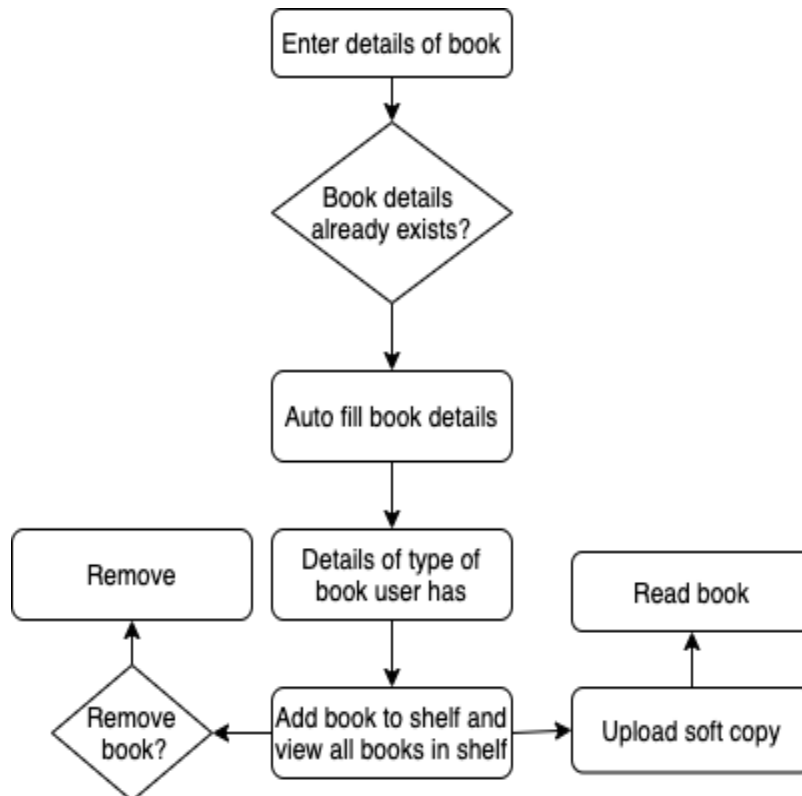 Enter details of book
Book details
already exists?
Auto fill book details
Details of type of
book user has
Remove
Read book
Remove
book?
Add book to shelf and
view all books in shelf
Upload soft copy